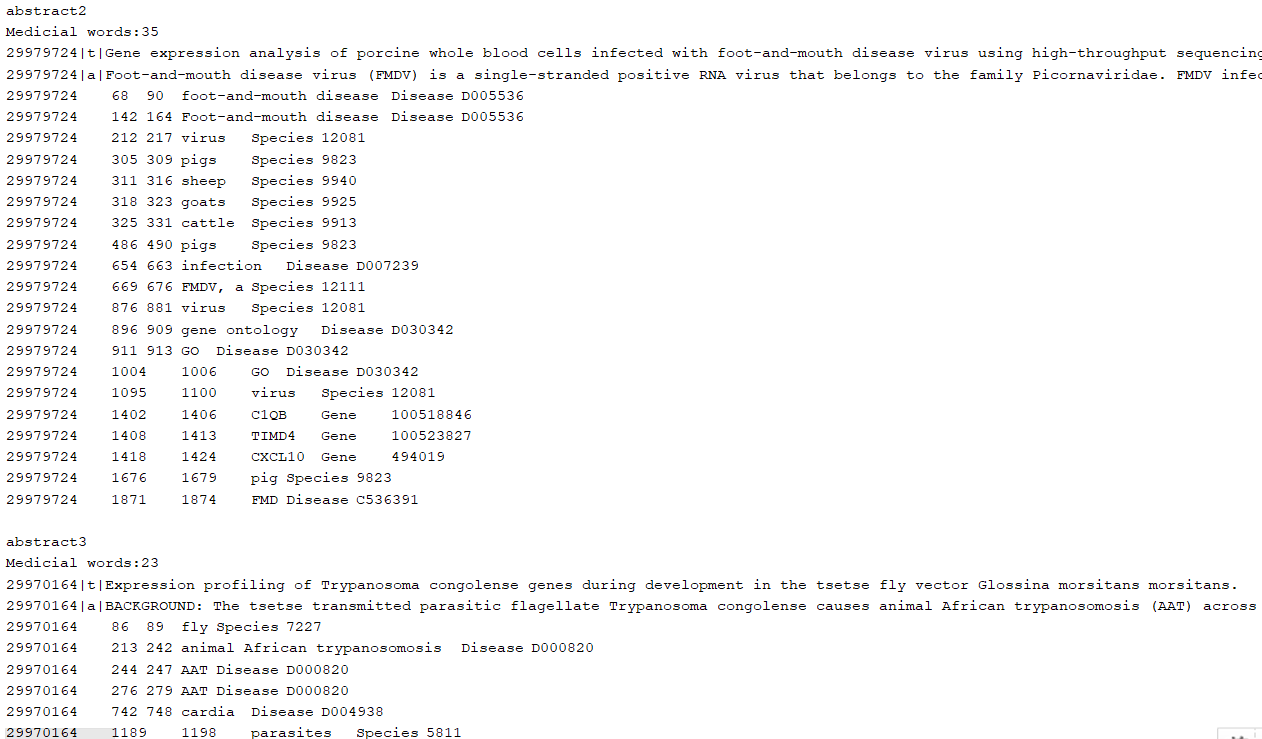 abstract2
Medicial words:35
29979724|t|Gene expression analysis of porcine whole blood cells infected with foot-and-mouth disease virus using high-throughput sequencing
29979724|a|Foot-and-mouth disease virus (FMDV) is a single-stranded positive RNA virus that belongs to the family Picornaviridae. FMDV infec
29979724 68 90 foot-and-mouth disease Disease D005536
29979724 142 164 Foot-and-mouth disease Disease D005536
29979724 212 217 virus Species 12081
29979724 305 309 pigs Species 9823
29979724 311 316 sheep Species 9940
29979724 318 323 goats Species 9925
29979724 325 331 cattle Species 9913
29979724 486 490 pigs Species 9823
29979724 654 663 infection Disease D007239
29979724 669 676 FMDV, a Species 12111
29979724 876 881 virus Species 12081
29979724 896 909 gene ontology Disease D030342
29979724 911 913 GO Disease D030342
29979724 1004 1006 GO Disease D030342
29979724 1095 1100 virus Species 12081
29979724 1402 1406 C1QB Gene 100518846
29979724 1408 1413 TIMD4 Gene 100523827
29979724 1418 1424 CXCL10 Gene 494019
29979724 1676 1679 pig Species 9823
29979724 1871 1874 FMD Disease C536391
abstract3
Medicial words:23
29970164|t|Expression profiling of Trypanosoma congolense genes during development in the tsetse fly vector Glossina morsitans morsitans.
29970164|a|BACKGROUND: The tsetse transmitted parasitic flagellate Trypanosoma congolense causes animal African trypanosomosis (AAT) across
29970164 86 89 fly Species 7227
29970164 213 242 animal African trypanosomosis Disease D000820
29970164 244 247 AAT Disease D000820
29970164 276 279 AAT Disease D000820
29970164 742 748 cardia Disease D004938
29970164 1189 1198 parasites Species 5811